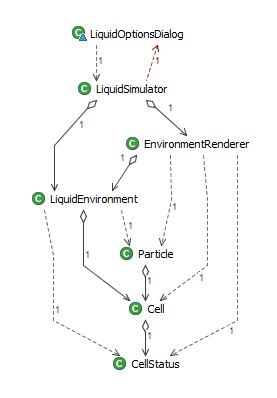 C LiquidOptionsDialog
1 1
C LiquidSimulator
1 1
C EnvironmentRenderer
1
C LiquidEnvironment
1 1
C Particle
1 1
C Cell
1 1 1
C CellStatus